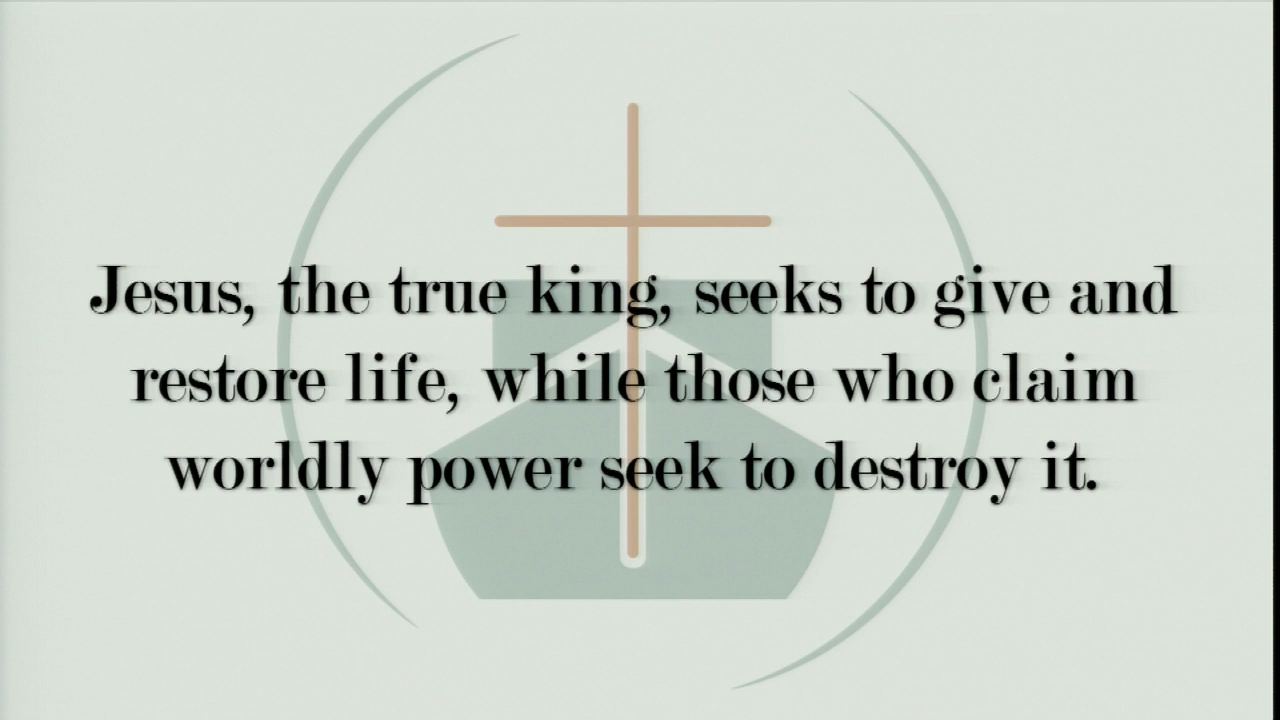 Jesus, the true king, seeks to give and
restore life, while those who claim
worldly power seek to destroy it.